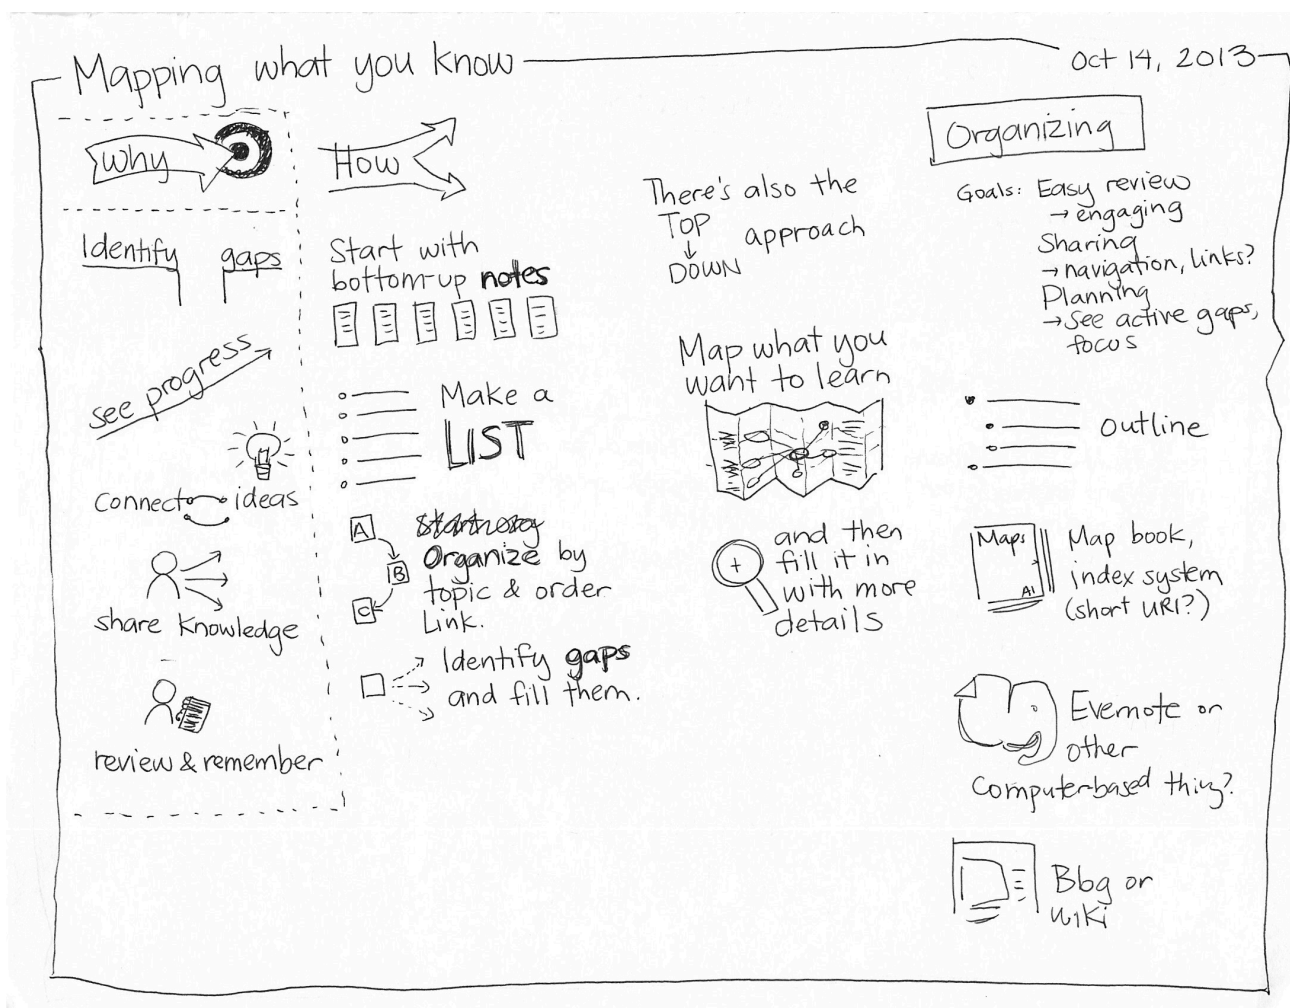 Mapping what you know
Oct 14, 2013
Why
Identify gaps
see progress
connect ideas
share knowledge
review & remember
How
Start with
bottom-up notes
Make a
LIST
A
B
C
Organize by
topic & order
Link.
Identify gaps
and fill them.
There's also the
TOP
approach
DOWN
Map what you
want to learn
and then
fill it in
with more
details
Organizing
Goals: Easy review
→ engaging
Sharing
→ navigation, links?
Planning
→ See active gaps,
focus
outline
Maps
A1
Map book,
index system
(short URI?)
Evernote or
other
computer-based thing?
Blog or
wiki